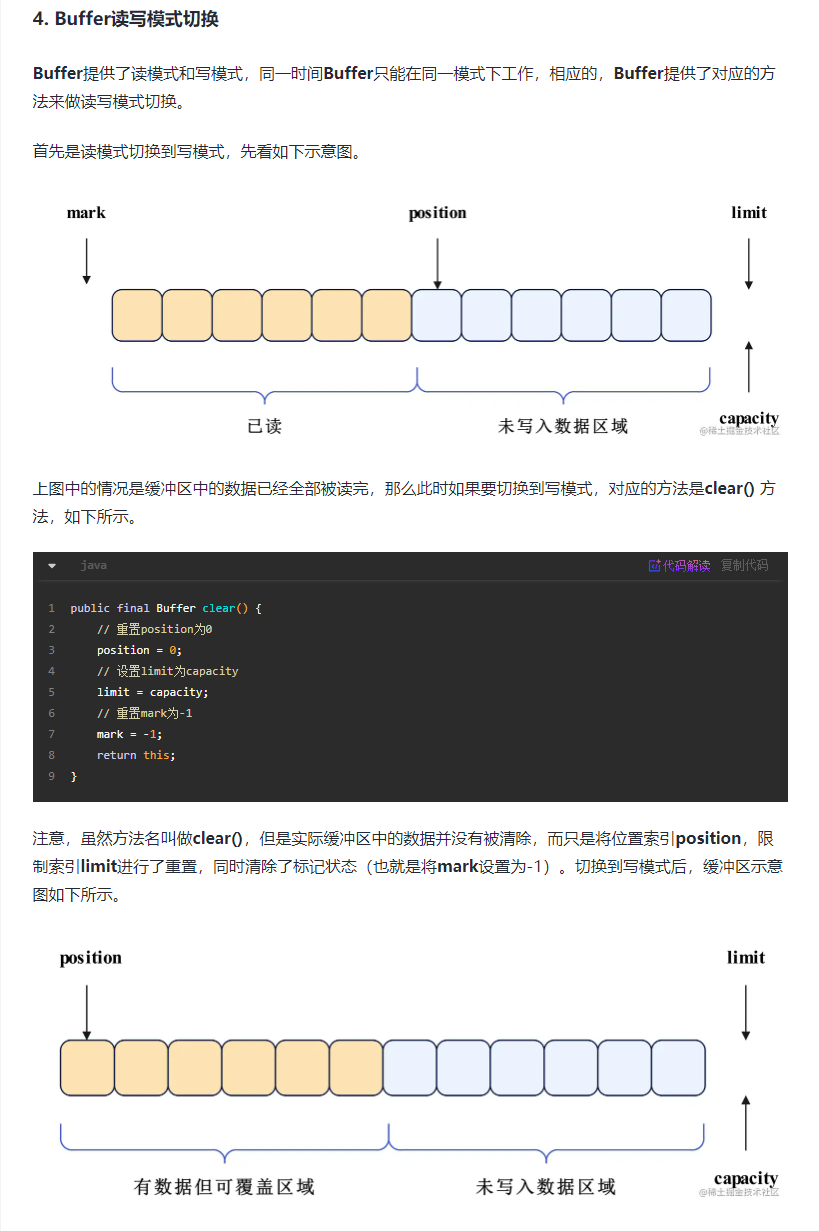 4. Buffer读写模式切换
Buffer提供了读模式和写模式，同一时间Buffer只能在同一模式下工作，相应的，Buffer提供了对应的方
法来做读写模式切换。
首先是读模式切换到写模式，先看如下示意图。
mark position limit
已读 未写入数据区域 capacity
@稀土掘金技术社区
上图中的情况是缓冲区中的数据已经全部被读完，那么此时如果要切换到写模式，对应的方法是clear() 方
法，如下所示。
java 代码解读 复制代码
1 public final Buffer clear() {
2 // 重置position为0
3 position = 0;
4 // 设置limit为capacity
5 limit = capacity;
6 // 重置mark为-1
7 mark = -1;
8 return this;
9 }
注意，虽然方法名叫做clear()，但是实际缓冲区中的数据并没有被清除，而只是将位置索引position，限
制索引limit进行了重置，同时清除了标记状态（也就是将mark设置为-1）。切换到写模式后，缓冲区示意
图如下所示。
position limit
有数据但可覆盖区域 未写入数据区域 capacity
@稀土掘金技术社区